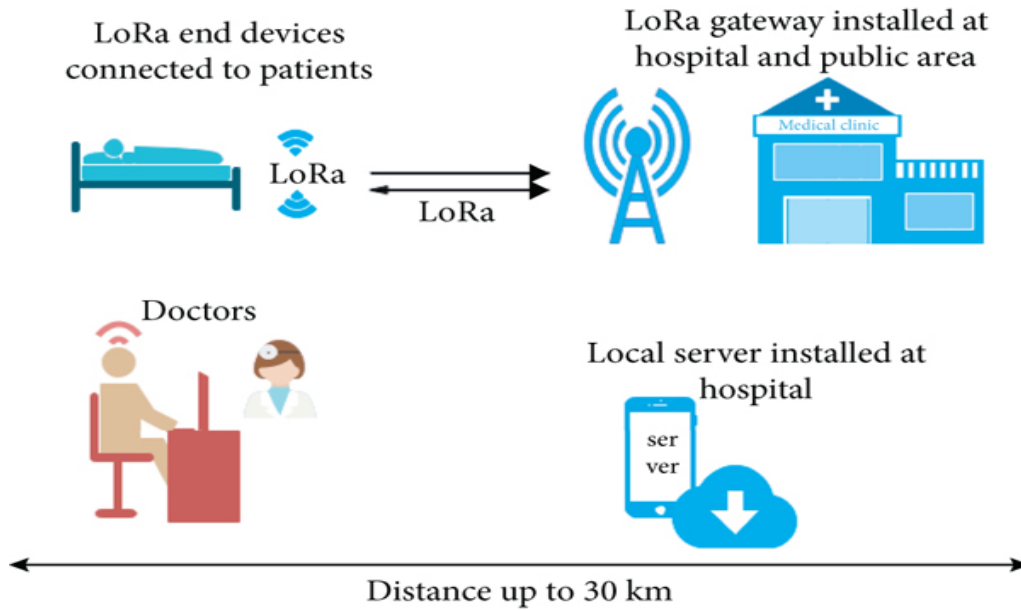 LoRa end devices
connected to patients
LoRa gateway installed at
hospital and public area
Medical clinic
LoRa
LoRa
Doctors
Local server installed at
hospital
ser
ver
Distance up to 30 km